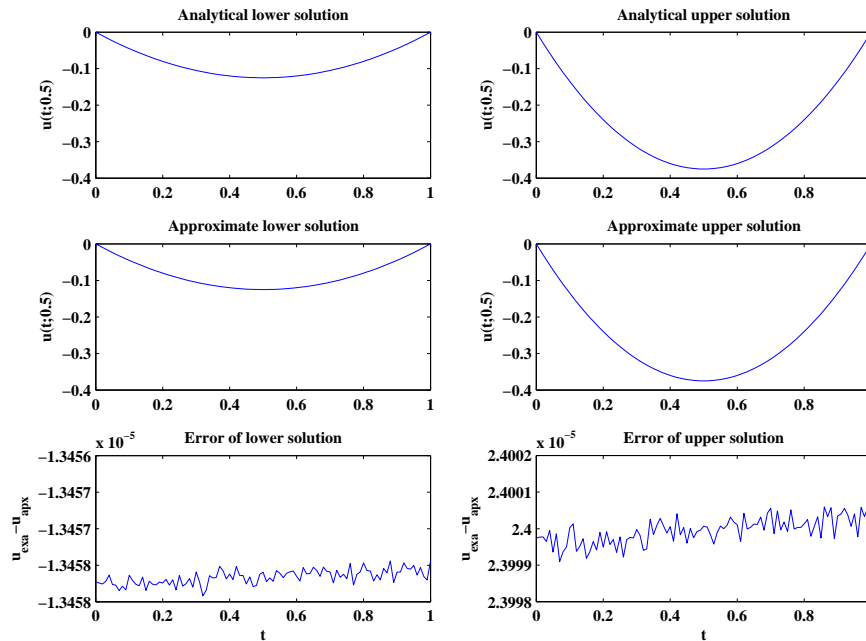 Analytical lower solution
Analytical upper solution
0
−0.1
−0.2
−0.3
−0.4
u(t;0.5)
0 0.2 0.4 0.6 0.8 1
0
−0.1
−0.2
−0.3
−0.4
u(t;0.5)
0 0.2 0.4 0.6 0.8
Approximate lower solution
Approximate upper solution
0
−0.1
−0.2
−0.3
−0.4
u(t;0.5)
0 0.2 0.4 0.6 0.8 1
0
−0.1
−0.2
−0.3
−0.4
u(t;0.5)
0 0.2 0.4 0.6 0.8
x 10⁻⁵
Error of lower solution
−1.3456
−1.3457
−1.3457
−1.3458
−1.3458
u_exa−u_apx
0 0.2 0.4 0.6 0.8 1
t
x 10⁻⁵
Error of upper solution
2.4002
2.4001
2.4
2.3999
2.3998
u_exa−u_apx
0 0.2 0.4 0.6 0.8
t